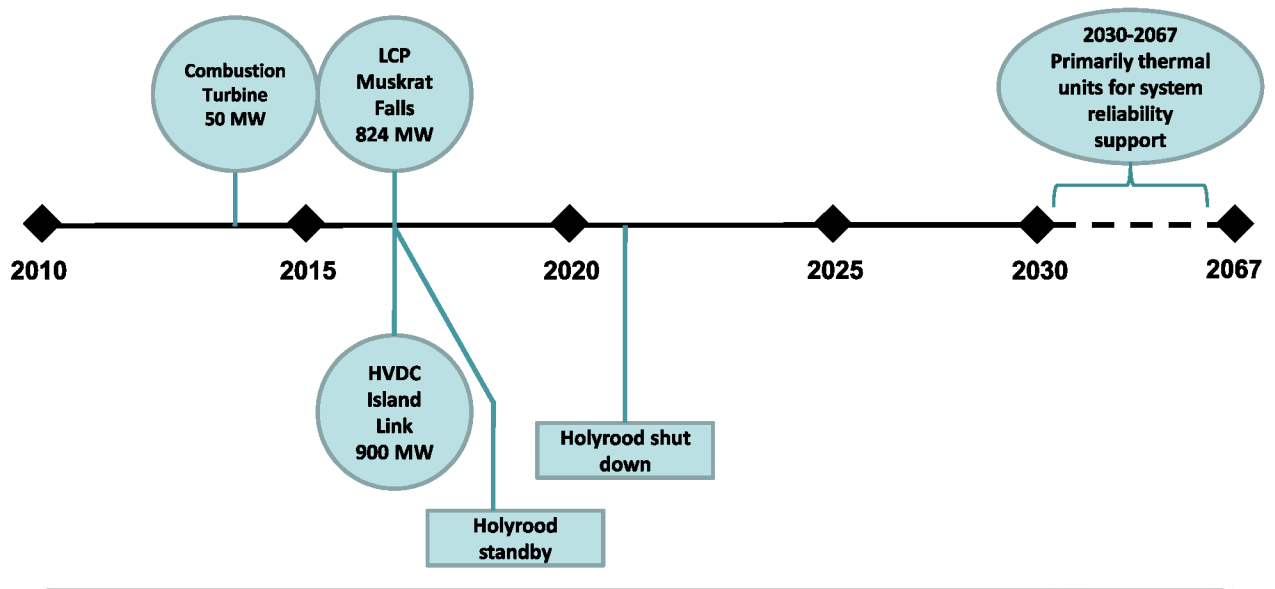 Combustion
Turbine
50 MW
LCP
Muskrat
Falls
824 MW
2030-2067
Primarily thermal
units for system
reliability
support
2010
2015
2020
2025
2030
2067
HVDC
Island
Link
900 MW
Holyrood shut
down
Holyrood
standby